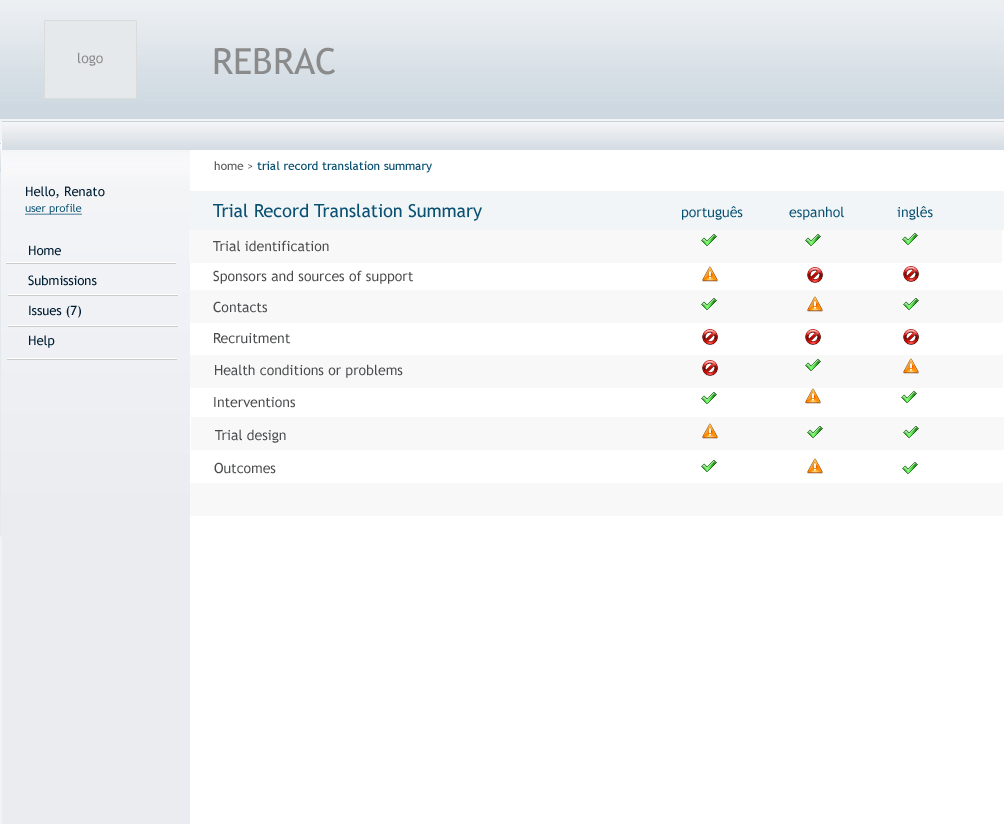 logo
REBRAC
home > trial record translation summary
Hello, Renato
user profile
Home
Submissions
Issues (7)
Help
Trial Record Translation Summary português espanhol inglês
Trial identification
Sponsors and sources of support
Contacts
Recruitment
Health conditions or problems
Interventions
Trial design
Outcomes